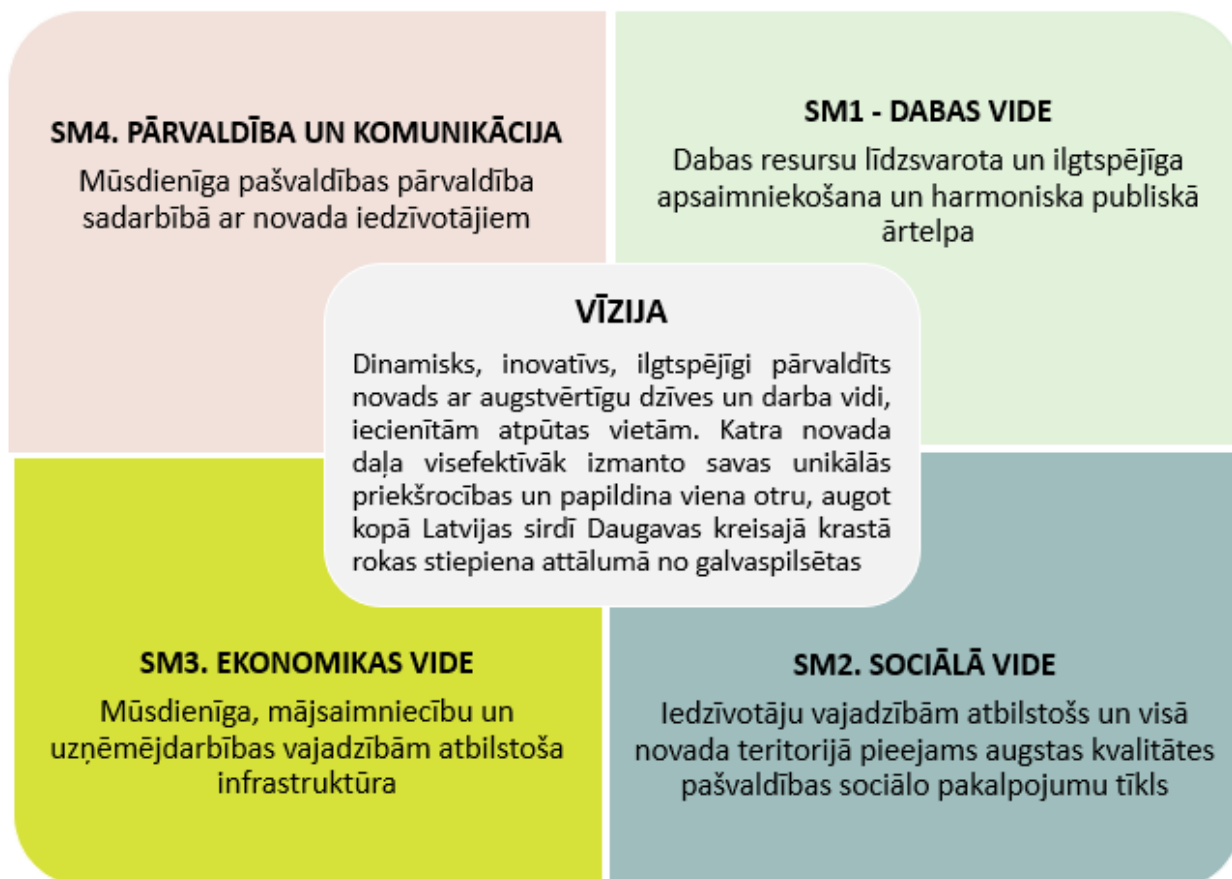 SM4. PĀRVALDĪBA UN KOMUNIKĀCIJA
Mūsdienīga pašvaldības pārvaldība
sadarbībā ar novada iedzīvotājiem
SM1 - DABAS VIDE
Dabas resursu līdzsvarota un ilgtspējīga
apsaimniekošana un harmoniska publiskā
ārtelpa
VĪZIJA
Dinamisks, inovatīvs, ilgtspējīgi pārvaldīts
novads ar augstvērtīgu dzīves un darba vidi,
iecienītām atpūtas vietām. Katra novada
daļa visefektīvāk izmanto savas unikālās
priekšrocības un papildina viena otru, augot
kopā Latvijas sirdī Daugavas kreisajā krastā
rokas stiepiena attālumā no galvaspilsētas
SM3. EKONOMIKAS VIDE
Mūsdienīga, mājsaimniecību un
uzņēmējdarbības vajadzībām atbilstoša
infrastruktūra
SM2. SOCIĀLĀ VIDE
Iedzīvotāju vajadzībām atbilstošs un visā
novada teritorijā pieejams augstas kvalitātes
pašvaldības sociālo pakalpojumu tīkls